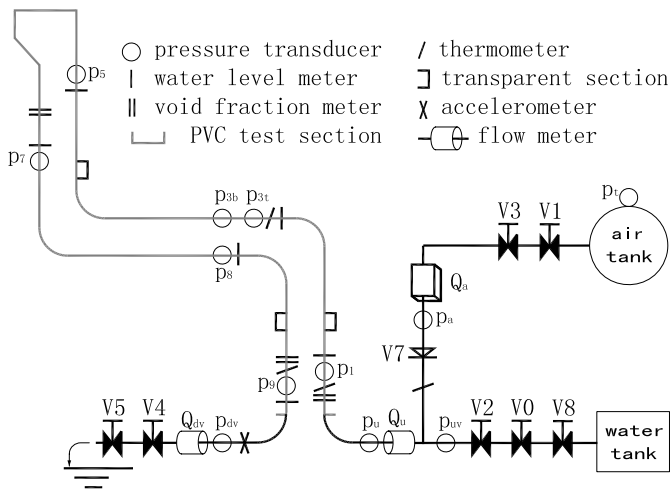 pressure transducer
thermometer
water level meter
transparent section
void fraction meter
accelerometer
PVC test section
flow meter
p5
p7
p3b
p3t
p8
pt
V3
V1
air
tank
Qa
pa
V7
p9
p1
V5
V4
Qdv
pdv
pu
Qu
puv
V2
V0
V8
water
tank